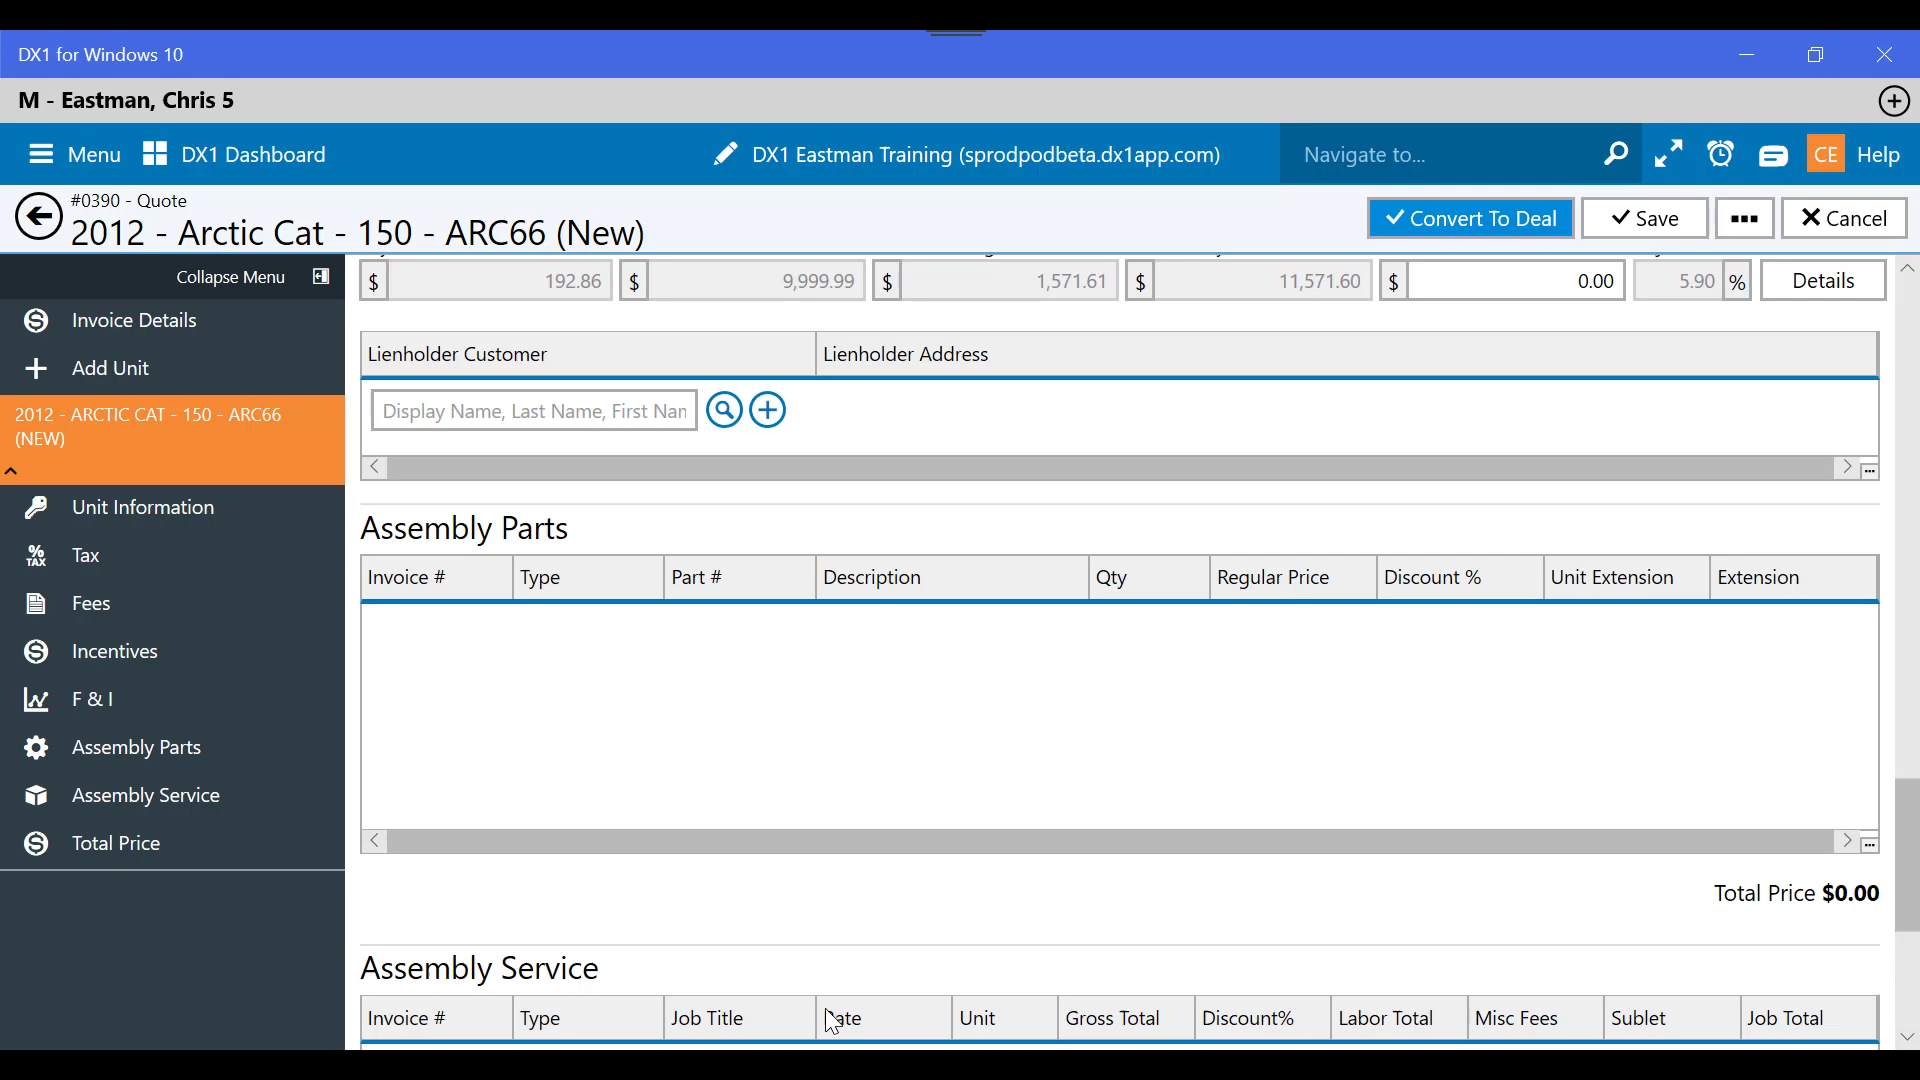 DX1 for Windows 10
M - Eastman, Chris 5
Menu DX1 Dashboard DX1 Eastman Training (sprodpodbeta.dx1app.com) Navigate to... CE Help
#0390 - Quote
2012 - Arctic Cat - 150 - ARC66 (New)
Convert To Deal Save Cancel
Collapse Menu
Invoice Details
Add Unit
2012 - ARCTIC CAT - 150 - ARC66
(NEW)
Unit Information
% TAX Tax
Fees
Incentives
F & I
Assembly Parts
Assembly Service
Total Price
$ 192.86 $ 9,999.99 $ 1,571.61 $ 11,571.60 $ 0.00 5.90 % Details
Lienholder Customer Lienholder Address
Display Name, Last Name, First Nan
Assembly Parts
Invoice # Type Part # Description Qty Regular Price Discount % Unit Extension Extension
Total Price $0.00
Assembly Service
Invoice # Type Job Title Unit Gross Total Discount% Labor Total Misc Fees Sublet Job Total